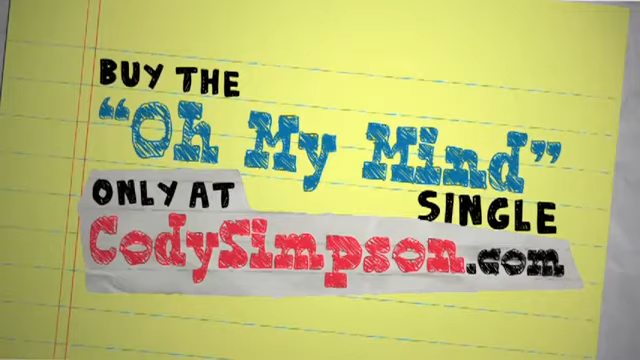 BUY THE
“Oh My Mind”
SINGLE
ONLY AT
CodySimpson.com